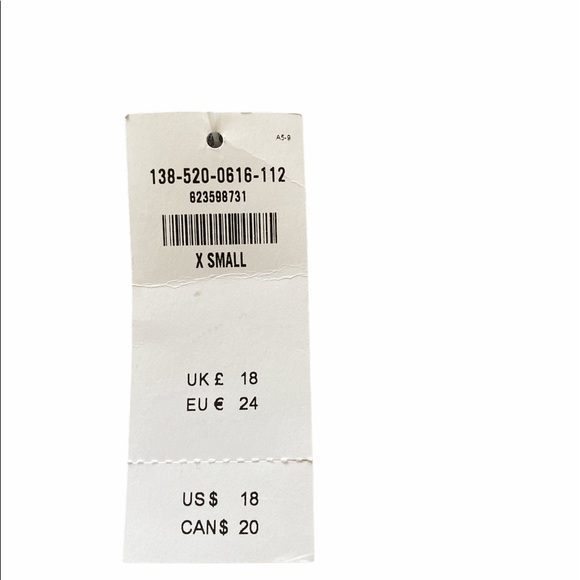 A5-9
138-520-0616-112
623598731
X SMALL
UK £ 18
EU € 24
US $ 18
CAN $ 20